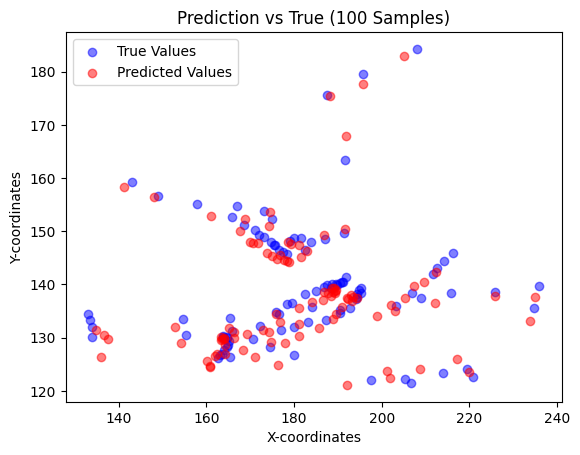 Prediction vs True (100 Samples)
True Values
Predicted Values
180
170
160
150
140
130
120
Y-coordinates
140
160
180
200
220
240
X-coordinates